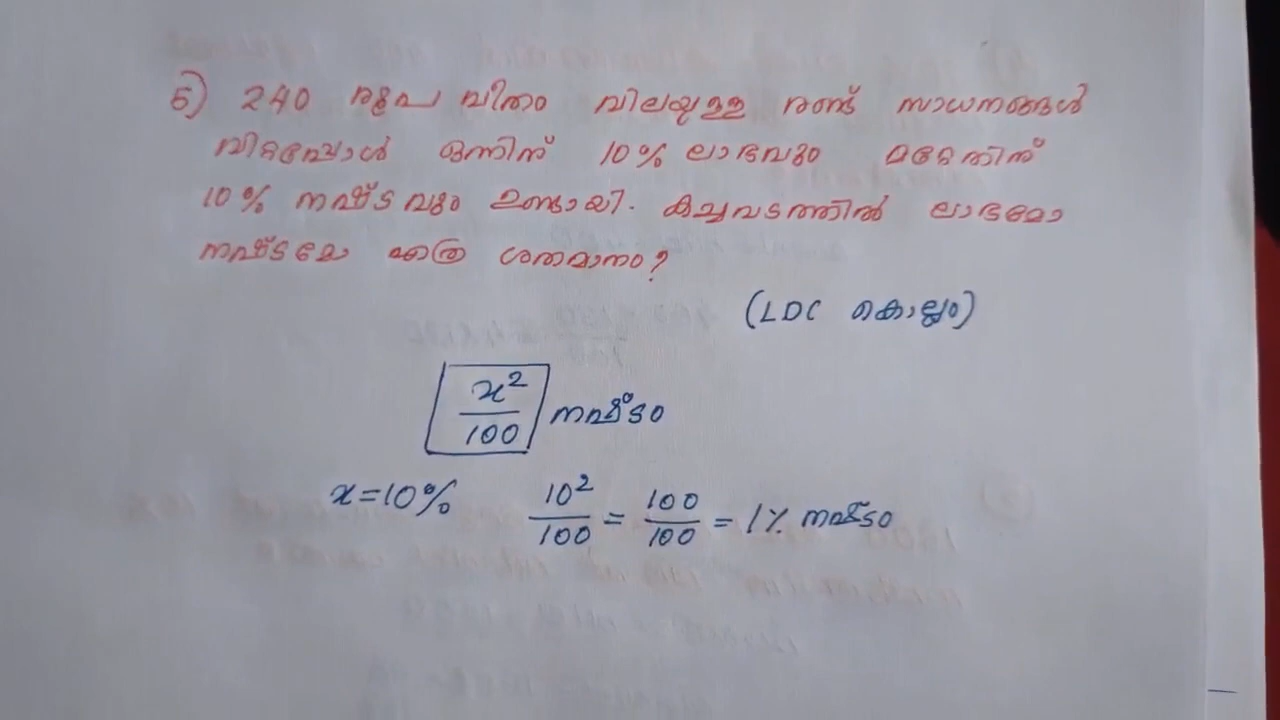 5) 240 രൂപ വീതം വിലയുള്ള രണ്ട് സാധനങ്ങൾ
വിറ്റപ്പോൾ ഒന്നിന് 10% ലാഭവും മറ്റേതിന്
10% നഷ്ടവും ഉണ്ടായി. കച്ചവടത്തിൽ ലാഭമോ
നഷ്ടമോ എത്ര ശതമാനം?
(LDC കൊല്ലം)
x²/100 നഷ്ടം
x=10% 10²/100 = 100/100 = 1% നഷ്ടം